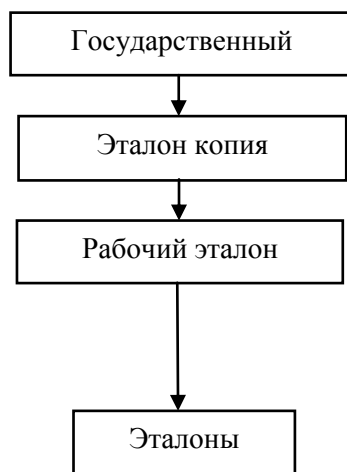 Государственный
Эталон копия
Рабочий эталон
Эталоны